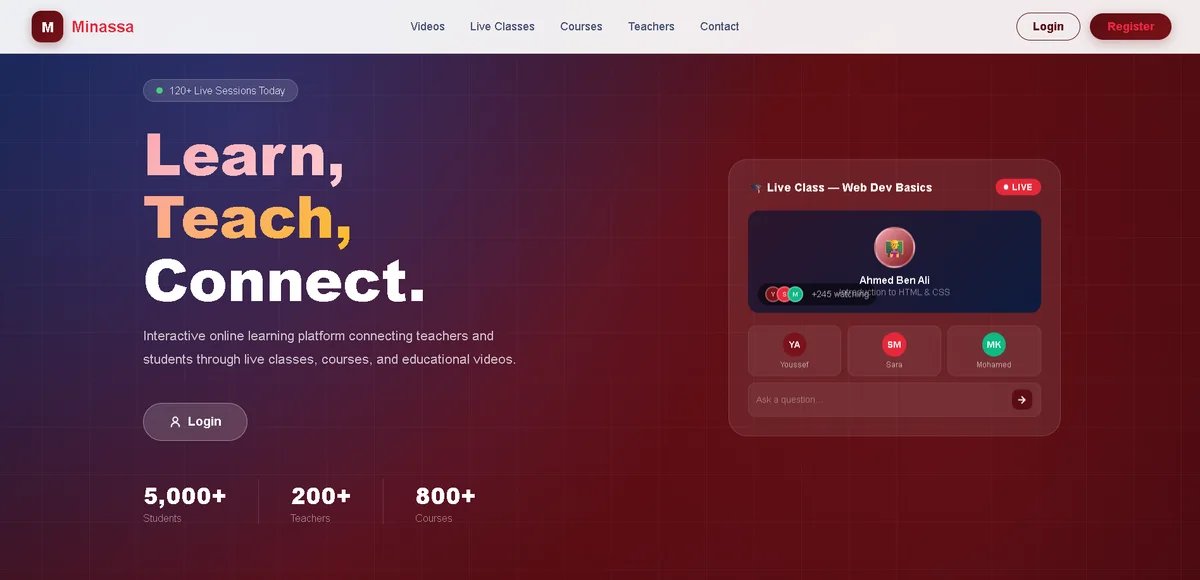 M Minassa
Videos Live Classes Courses Teachers Contact
Login Register
120+ Live Sessions Today
Learn,
Teach,
Connect.
Interactive online learning platform connecting teachers and
students through live classes, courses, and educational videos.
Login
5,000+ 200+ 800+
Students Teachers Courses
Live Class — Web Dev Basics
LIVE
Ahmed Ben Ali
Introduction to HTML & CSS
Y S M +245 watching
YA SM MK
Youssef Sara Mohamed
Ask a question...